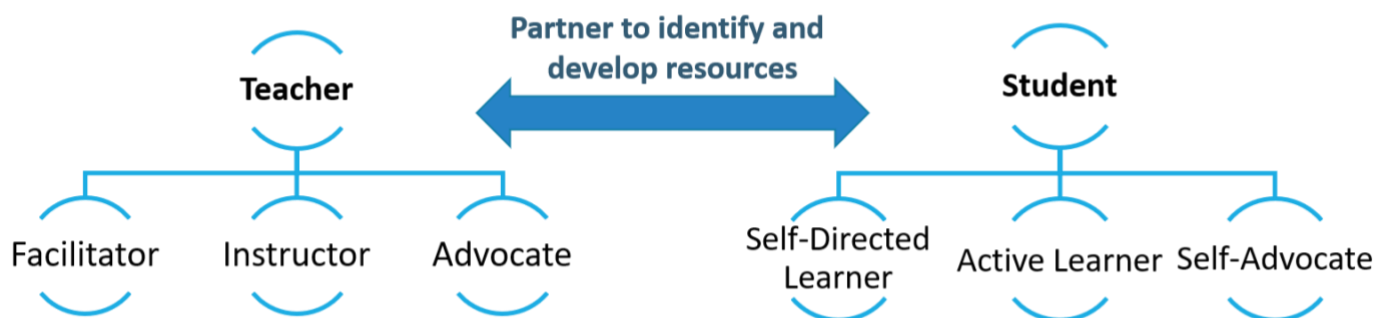 Partner to identify and
develop resources
Teacher
Student
Facilitator
Instructor
Advocate
Self-Directed
Learner
Active Learner
Self-Advocate